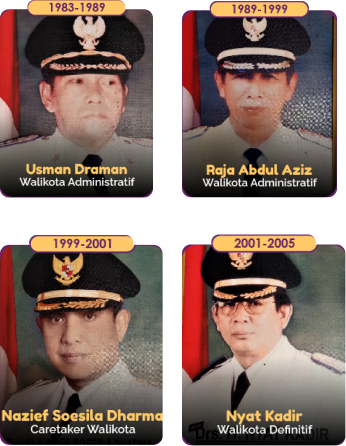 1983-1989
Usman Draman
Walikota Administratif
1989-1999
Raja Abdul Aziz
Walikota Administratif
1999-2001
Nazief Soesila Dharma
Caretaker Walikota
2001-2005
Nyat Kadir
Walikota Definitif